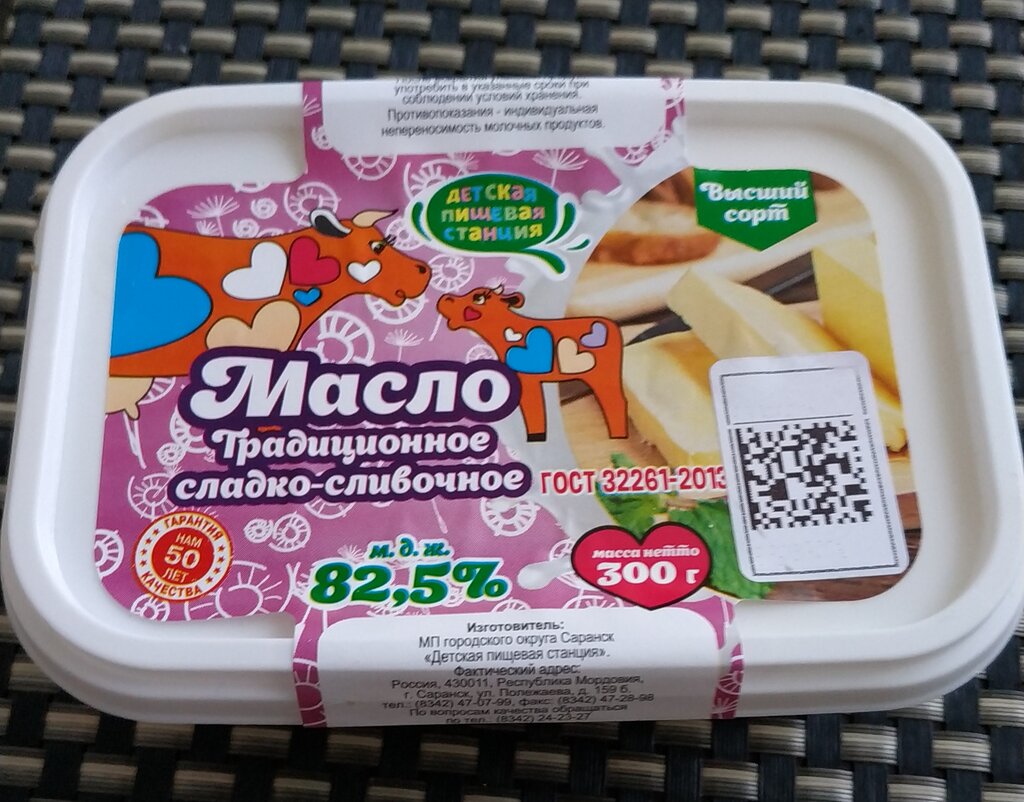 употребить в указанные сроки при
соблюдении условий хранения.
Противопоказания - индивидуальная
непереносимость молочных продуктов.
ДЕТСКАЯ
ПИЩЕВАЯ
СТАНЦИЯ
Высший
сорт
Масло
Традиционное
сладко-сливочное
ГОСТ 32261-2013
ГАРАНТИЯ
НАМ
50
ЛЕТ
КАЧЕСТВА
м. д. ж.
82,5%
масса нетто
300 г
Изготовитель:
МП городского округа Саранск
«Детская пищевая станция».
Фактический адрес:
Россия, 430011, Республика Мордовия,
г. Саранск, ул. Полежаева, д. 159 б.
тел.: (8342) 47-07-99, факс: (8342) 47-28-98
По вопросам качества обращаться
по тел. (8342) 24-23-27